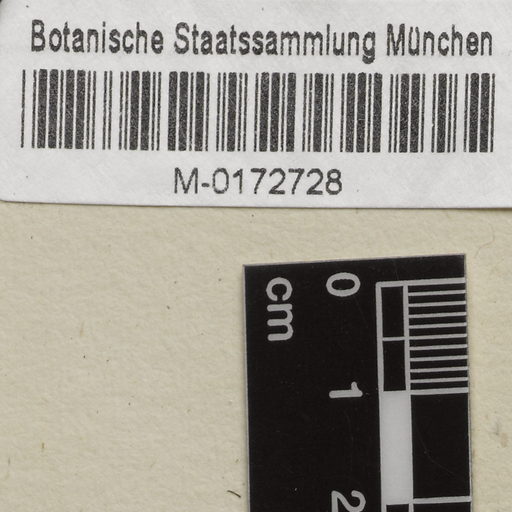 Botanische Staatssammlung München
M-0172728
cm
0
1
2